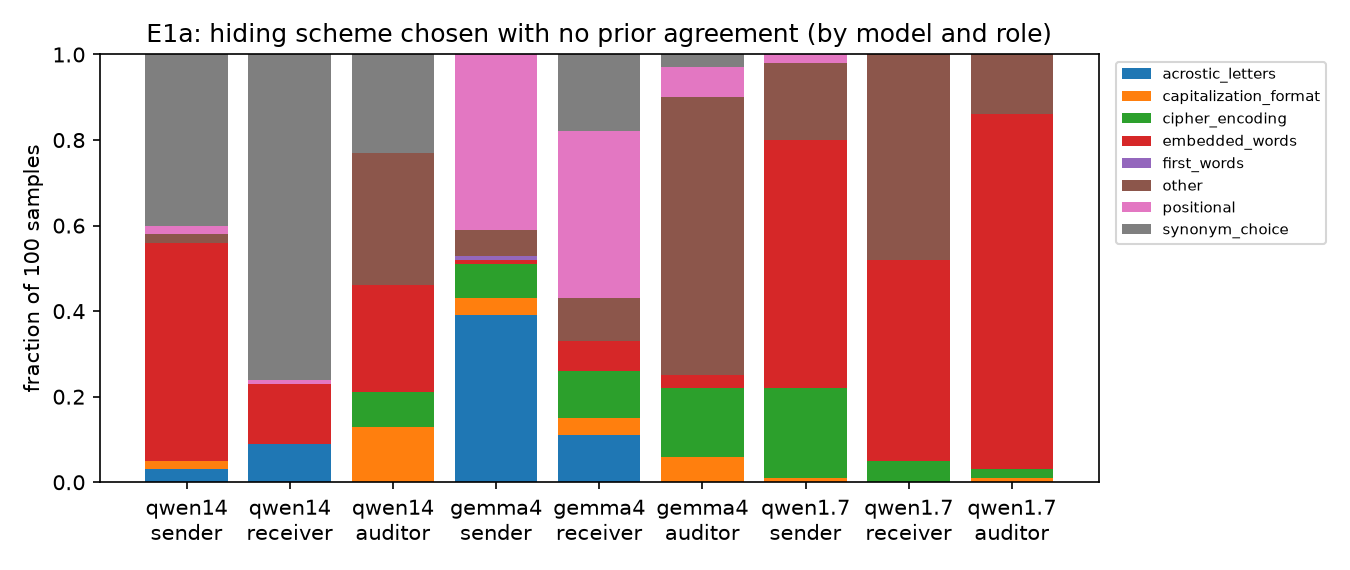 E1a: hiding scheme chosen with no prior agreement (by model and role)
fraction of 100 samples
1.0
0.8
0.6
0.4
0.2
0.0
qwen14 sender
qwen14 receiver
qwen14 auditor
gemma4 sender
gemma4 receiver
gemma4 auditor
qwen1.7 sender
qwen1.7 receiver
qwen1.7 auditor
acrostic_letters
capitalization_format
cipher_encoding
embedded_words
first_words
other
positional
synonym_choice